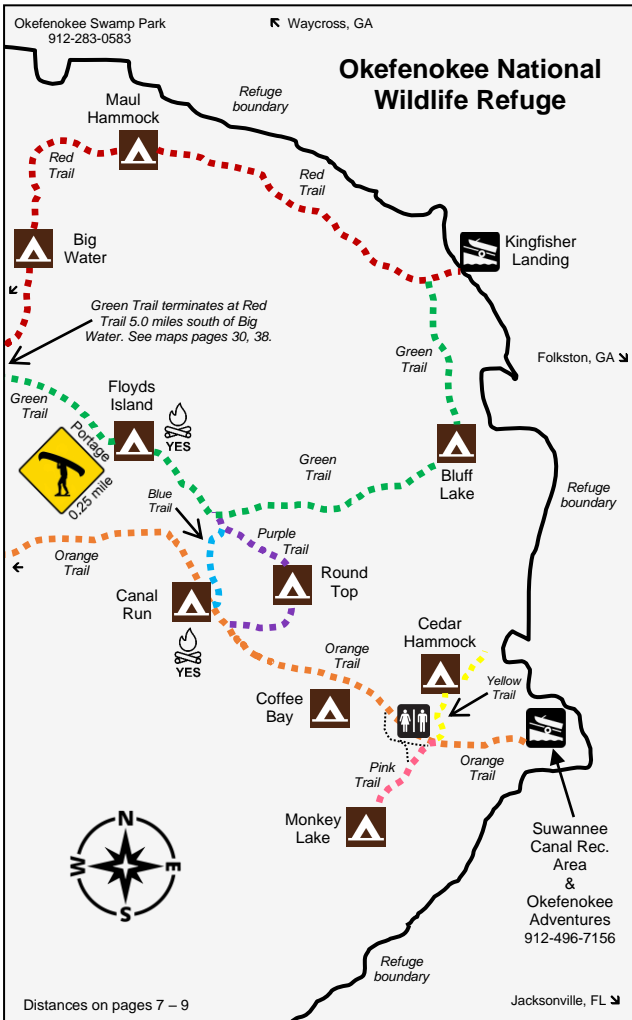 Okefenokee Swamp Park
912-283-0583
Waycross, GA
Okefenokee National
Wildlife Refuge
Refuge
boundary
Maul
Hammock
Red
Trail
Red
Trail
Big
Water
Kingfisher
Landing
Green Trail terminates at Red
Trail 5.0 miles south of Big
Water. See maps pages 30, 38.
Green
Trail
Folkston, GA
Floyds
Island
Green
Trail
YES
Portage
0.25 mile
Green
Trail
Bluff
Lake
Refuge
boundary
Blue
Trail
Purple
Trail
Orange
Trail
Round
Top
Canal
Run
YES
Cedar
Hammock
Orange
Trail
Yellow
Trail
Coffee
Bay
Orange
Trail
Pink
Trail
Monkey
Lake
Suwannee
Canal Rec.
Area
&
Okefenokee
Adventures
912-496-7156
N
W
E
S
Refuge
boundary
Distances on pages 7 – 9
Jacksonville, FL